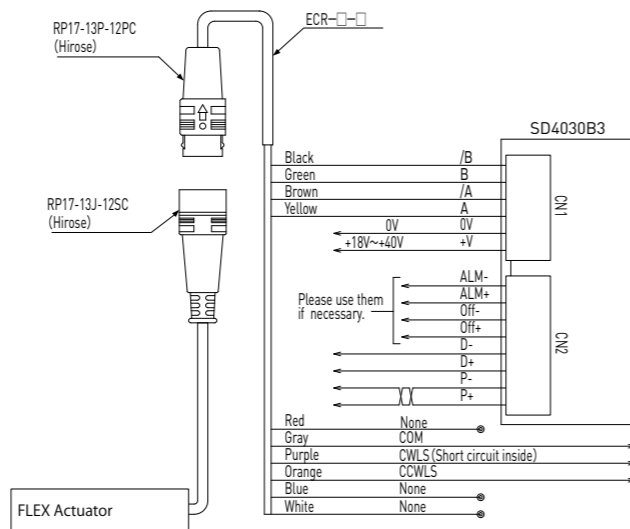 RP17-13P-12PC
(Hirose)
ECR-□-□
SD4030B3
Black /B
Green B
Brown /A
Yellow A
0V 0V
+18V~+40V +V
CN1
RP17-13J-12SC
(Hirose)
ALM-
ALM+
Off-
Off+
Please use them
if necessary.
D-
D+
P-
P+
CN2
Red None
Gray COM
Purple CWLS (Short circuit inside)
Orange CCWLS
Blue None
White None
FLEX Actuator